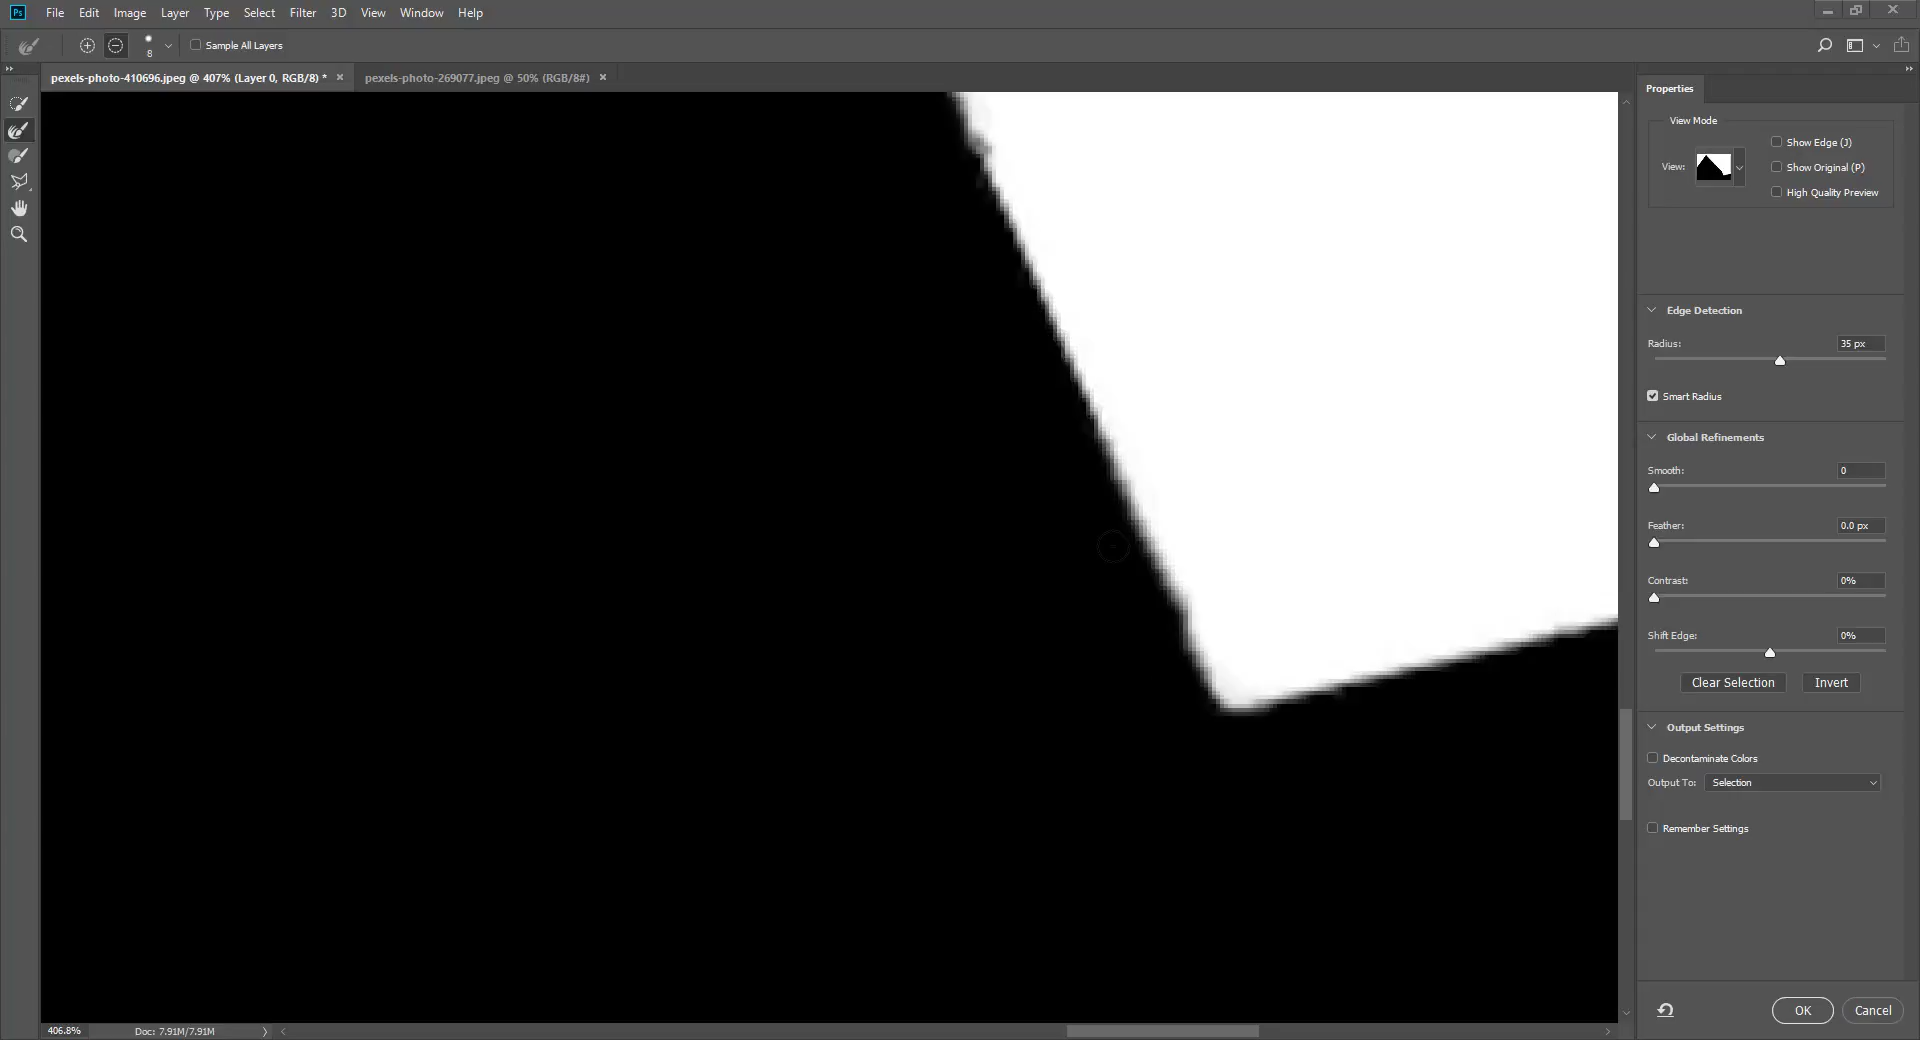 Ps File Edit Image Layer Type Select Filter 3D View Window Help
8 Sample All Layers
pexels-photo-410696.jpeg @ 407% (Layer 0, RGB/8) * × pexels-photo-269077.jpeg @ 50% (RGB/8#) ×
Properties
View Mode
Show Edge (J)
View: Show Original (P)
High Quality Preview
Edge Detection
Radius: 35 px
Smart Radius
Global Refinements
Smooth: 0
Feather: 0.0 px
Contrast: 0%
Shift Edge: 0%
Clear Selection Invert
Output Settings
Decontaminate Colors
Output To: Selection
Remember Settings
OK Cancel
406.8% Doc: 7.91M/7.91M